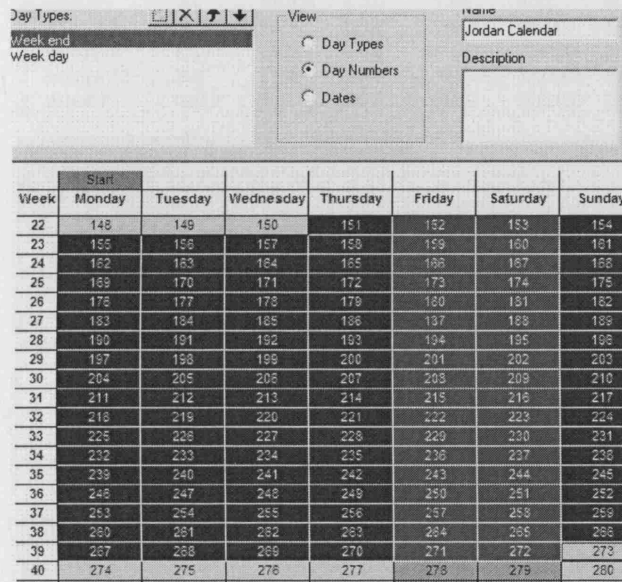 Day Types:
Week end
Week day
View
Day Types
Day Numbers
Dates
Name
Jordan Calendar
Description
Start
Week Monday Tuesday Wednesday Thursday Friday Saturday Sunday
22 148 149 150 151 152 153 154
23 155 156 157 158 159 160 161
24 162 163 164 165 166 167 168
25 169 170 171 172 173 174 175
26 176 177 178 179 180 181 182
27 183 184 185 186 187 188 189
28 190 191 192 193 194 195 196
29 197 198 199 200 201 202 203
30 204 205 206 207 208 209 210
31 211 212 213 214 215 216 217
32 218 219 220 221 222 223 224
33 225 226 227 228 229 230 231
34 232 233 234 235 236 237 238
35 239 240 241 242 243 244 245
36 246 247 248 249 250 251 252
37 253 254 255 256 257 258 259
38 260 261 262 263 264 265 266
39 267 268 269 270 271 272 273
40 274 275 276 277 278 279 280